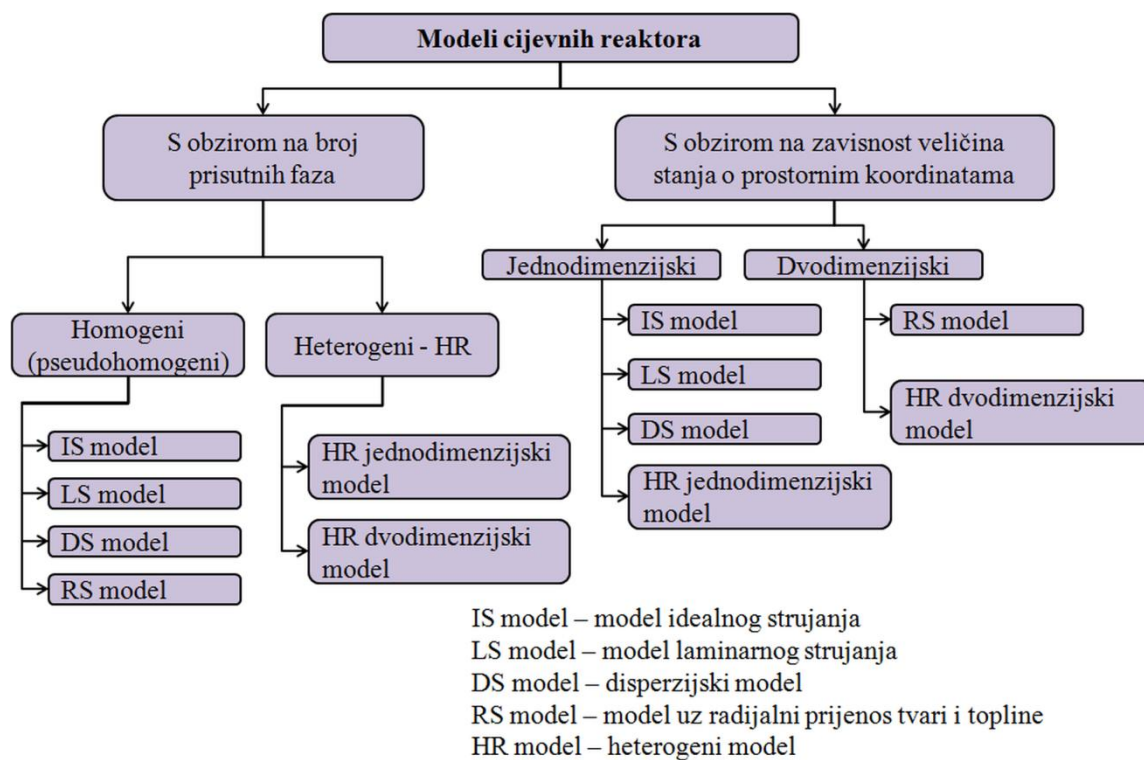 Modeli cijevnih reaktora
S obzirom na broj
prisutnih faza
S obzirom na zavisnost veličina
stanja o prostornim koordinatama
Homogeni
(pseudohomogeni)
IS model
LS model
DS model
RS model
Heterogeni - HR
HR jednodimenzijski
model
HR dvodimenzijski
model
Jednodimenzijski
IS model
LS model
DS model
HR jednodimenzijski
model
Dvodimenzijski
RS model
HR dvodimenzijski
model
IS model – model idealnog strujanja
LS model – model laminarnog strujanja
DS model – disperzijski model
RS model – model uz radijalni prijenos tvari i topline
HR model – heterogeni model